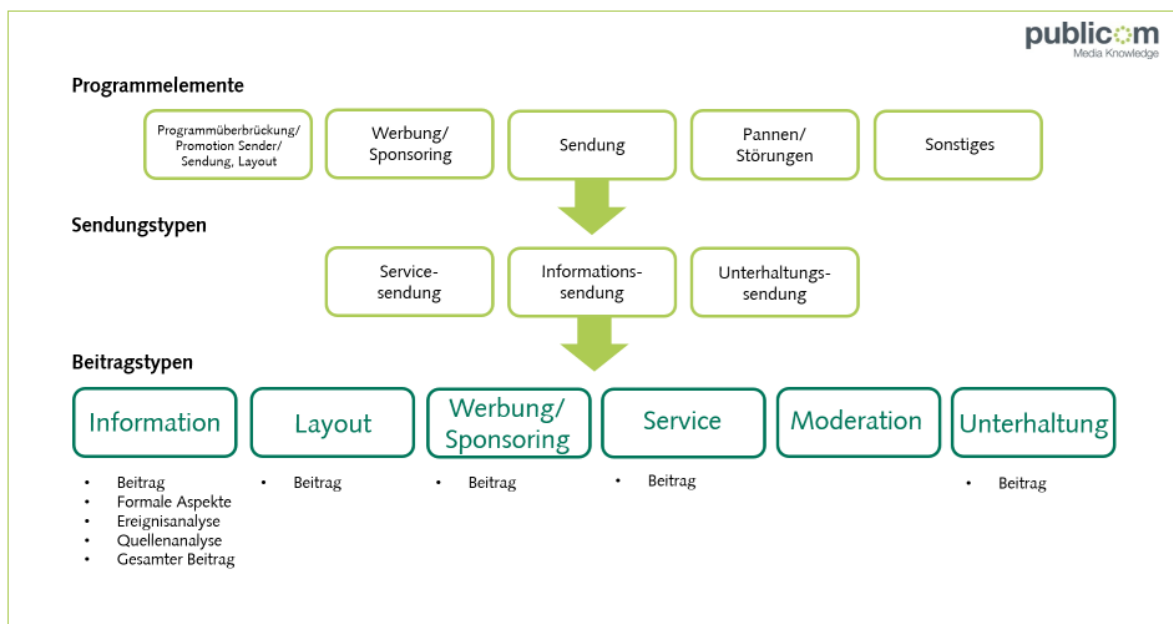 publicom
Media Knowledge
Programmelemente
Programmüberbrückung/
Promotion Sender/
Sendung, Layout
Werbung/
Sponsoring
Sendung
Pannen/
Störungen
Sonstiges
Sendungstypen
Service-
sendung
Informations-
sendung
Unterhaltungs-
sendung
Beitragstypen
Information
Layout
Werbung/
Sponsoring
Service
Moderation
Unterhaltung
• Beitrag
• Formale Aspekte
• Ereignisanalyse
• Quellenanalyse
• Gesamter Beitrag
• Beitrag
• Beitrag
• Beitrag
• Beitrag